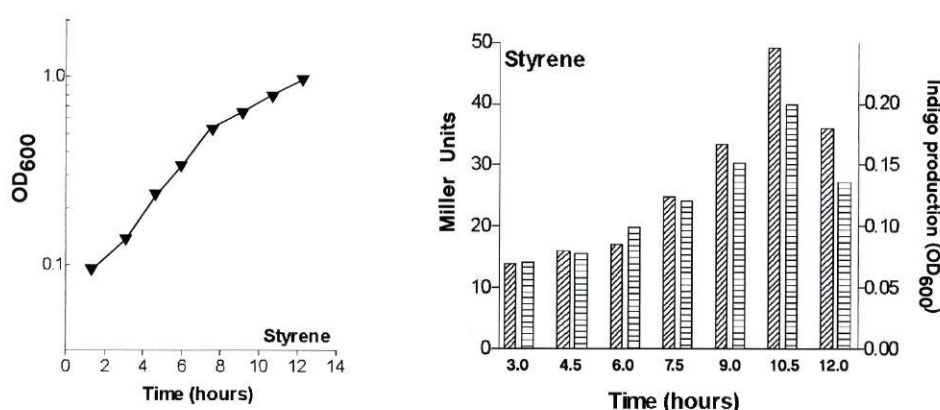 1.0
OD600
0.1
Styrene
0 2 4 6 8 10 12 14
Time (hours)
Styrene
50
40
30
20
10
0
Miller Units
0.20
0.15
0.10
0.05
0.00
Indigo production (OD600)
3.0 4.5 6.0 7.5 9.0 10.5 12.0
Time (hours)